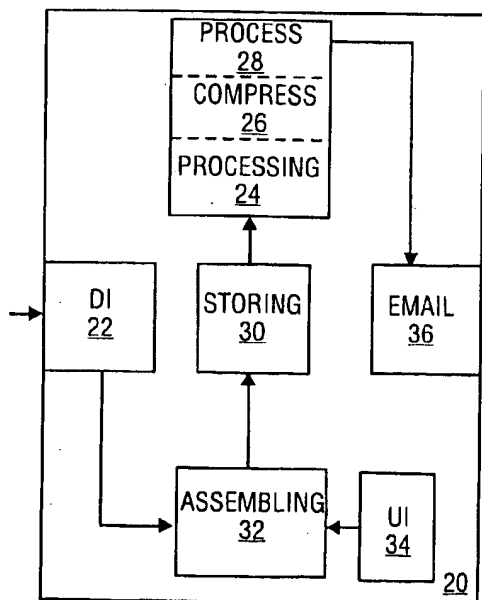 PROCESS
28
COMPRESS
26
PROCESSING
24
DI
22
STORING
30
EMAIL
36
ASSEMBLING
32
UI
34
20